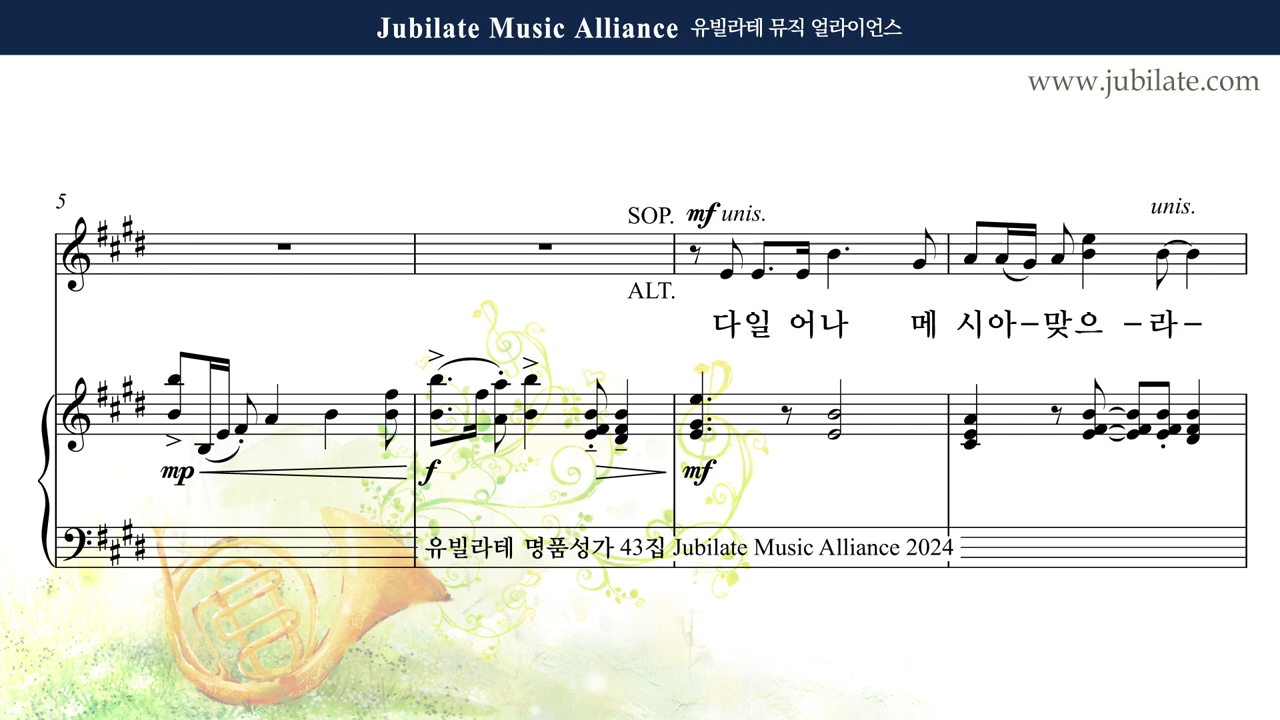 Jubilate Music Alliance 유빌라테 뮤직 얼라이언스
www.jubilate.com
5
SOP. mf unis. unis.
ALT.
다일 어나 메 시아-맞으 -라-
mp f mf
유빌라테 명품성가 43집 Jubilate Music Alliance 2024